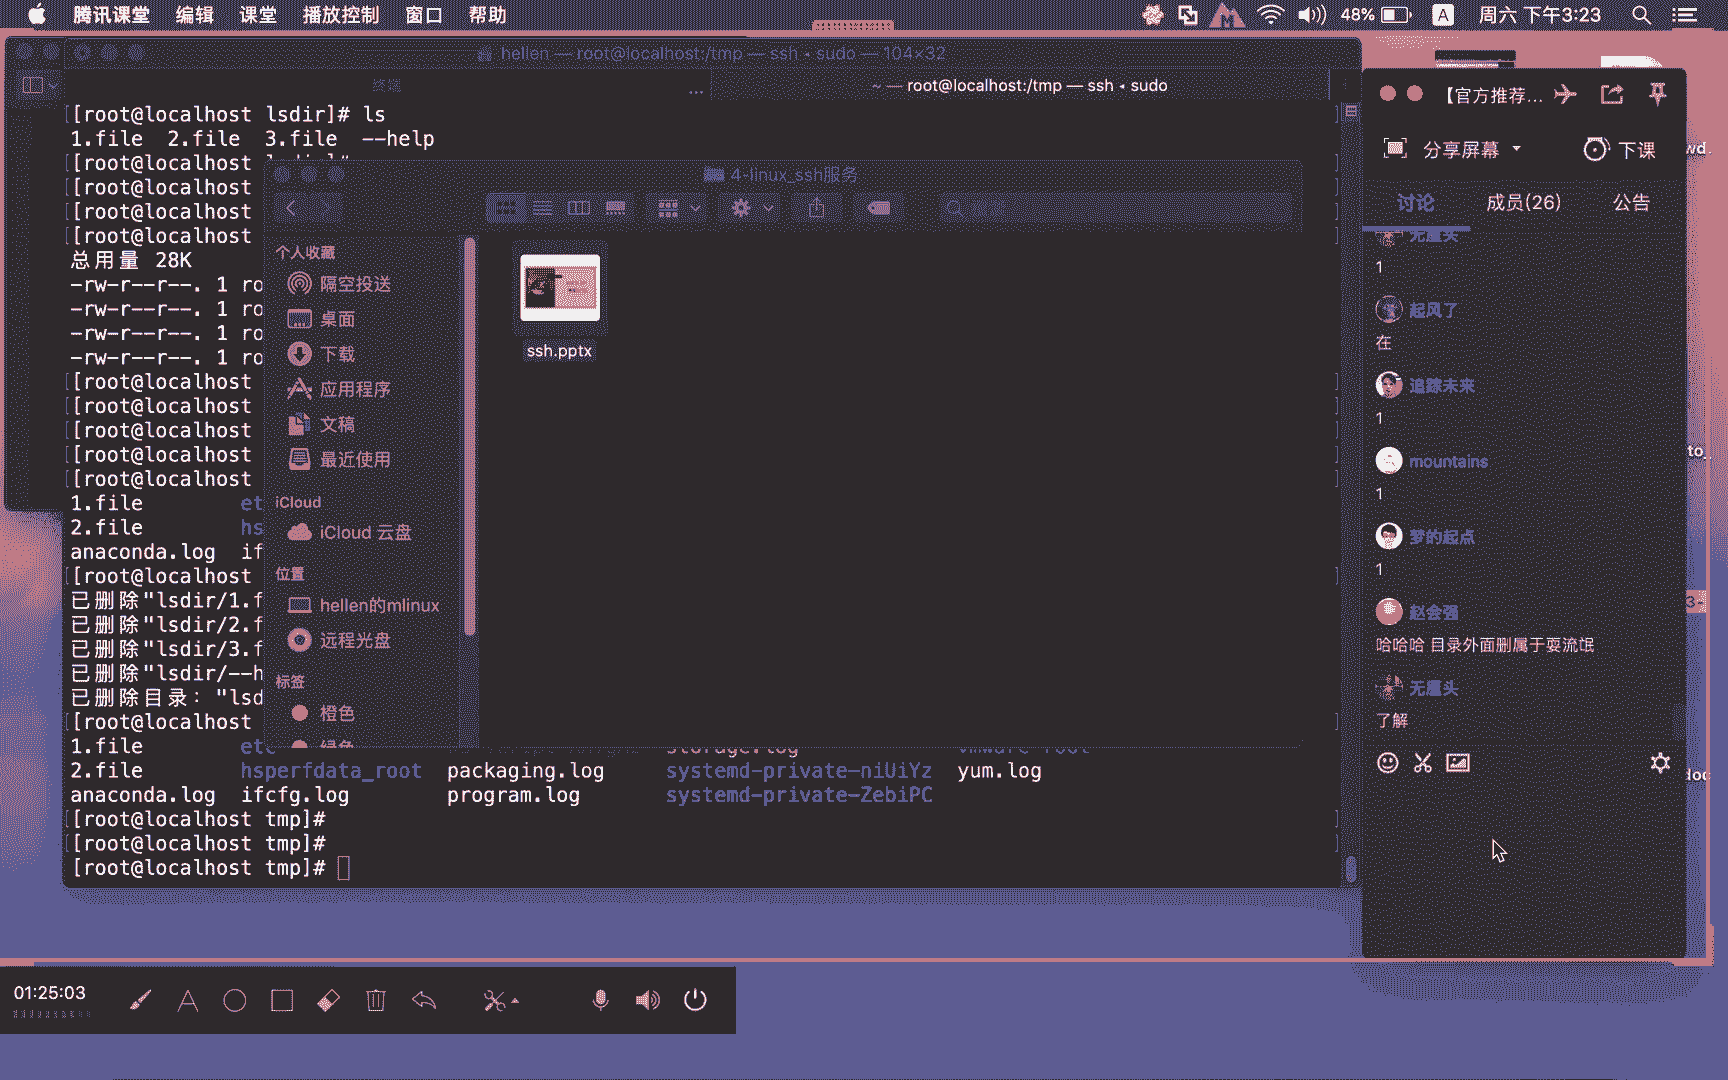 腾讯课堂 编辑 课堂 播放控制 窗口 帮助 48% A 周六 下午3:23
hellen — root@localhost:/tmp — ssh • sudo — 104×32
终端 ... ~ — root@localhost:/tmp — ssh • sudo
[[root@localhost lsdir]# ls
1.file 2.file 3.file --help
[[root@localhost lsdir]#
[[root@localhost
[[root@localhost
[[root@localhost
总用量 28K
-rw-r--r--. 1 ro
-rw-r--r--. 1 ro
-rw-r--r--. 1 ro
-rw-r--r--. 1 ro
[[root@localhost
[[root@localhost
[[root@localhost
[[root@localhost
[[root@localhost
1.file et
2.file hs
anaconda.log if
[[root@localhost
已删除"lsdir/1.f
已删除"lsdir/2.f
已删除"lsdir/3.f
已删除"lsdir/--h
已删除目录："lsd
[[root@localhost
1.file etc storage.log vmware-root
2.file hsperfdata_root packaging.log systemd-private-niUiYz yum.log
anaconda.log ifcfg.log program.log systemd-private-ZebiPC
[[root@localhost tmp]#
[[root@localhost tmp]#
[root@localhost tmp]#
4-linux_ssh服务
个人收藏
隔空投送
桌面
下载
应用程序
文稿
最近使用
iCloud
iCloud 云盘
位置
hellen的mlinux
远程光盘
标签
橙色
绿色
ssh.pptx
【官方推荐...
分享屏幕 下课
讨论 成员(26) 公告
无厘头
1
起风了
在
追踪未来
1
mountains
1
梦的起点
1
赵会强
哈哈哈 目录外面删属于耍流氓
无厘头
了解
01:25:03